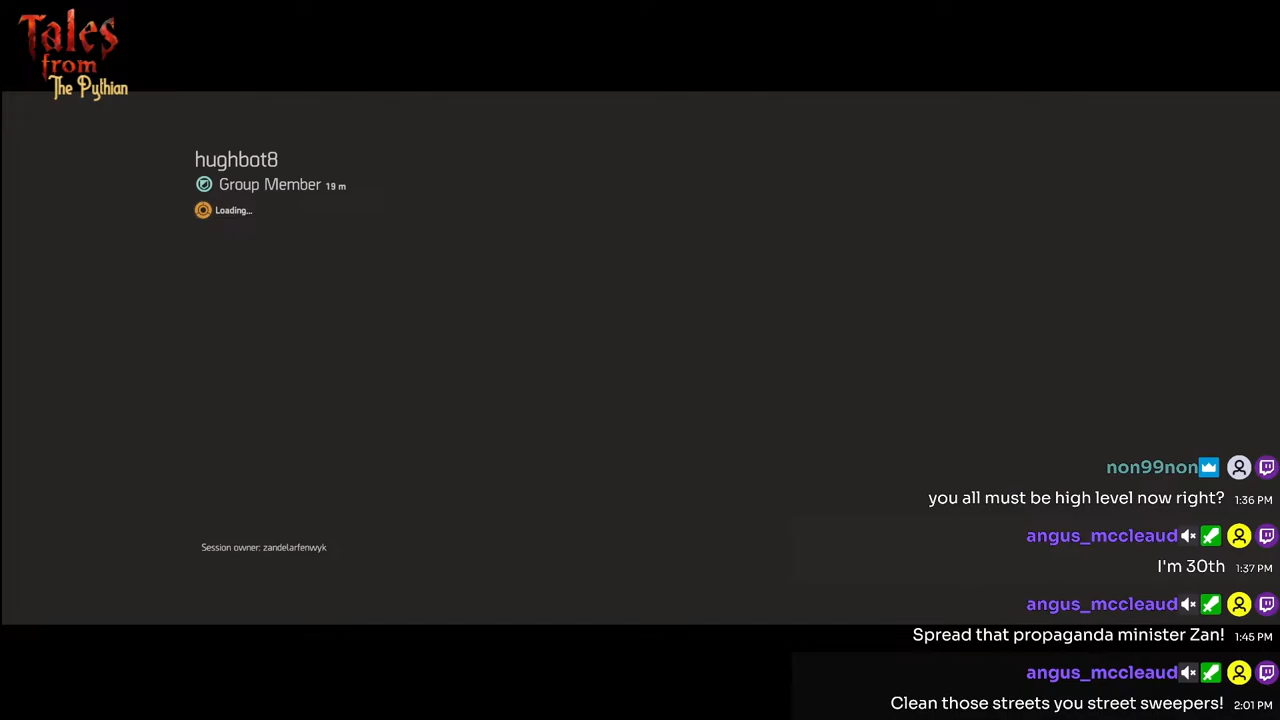 Tales
from
The Pythian
hughbot8
Group Member 19 m
Loading...
Session owner: zandelarfenwyk
non99non
you all must be high level now right? 1:36 PM
angus_mccleaud
I'm 30th 1:37 PM
angus_mccleaud
Spread that propaganda minister Zan! 1:45 PM
angus_mccleaud
Clean those streets you street sweepers! 2:01 PM